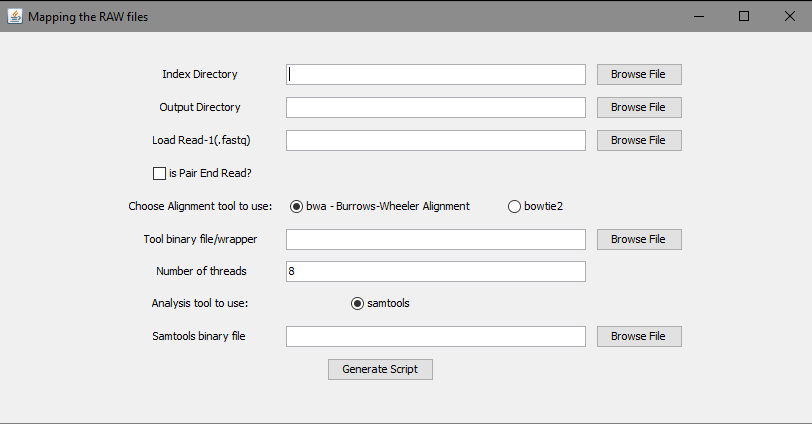 Mapping the RAW files
Index Directory Browse File
Output Directory Browse File
Load Read-1(.fastq) Browse File
is Pair End Read?
Choose Alignment tool to use: bwa - Burrows-Wheeler Alignment bowtie2
Tool binary file/wrapper Browse File
Number of threads 8
Analysis tool to use: samtools
Samtools binary file Browse File
Generate Script